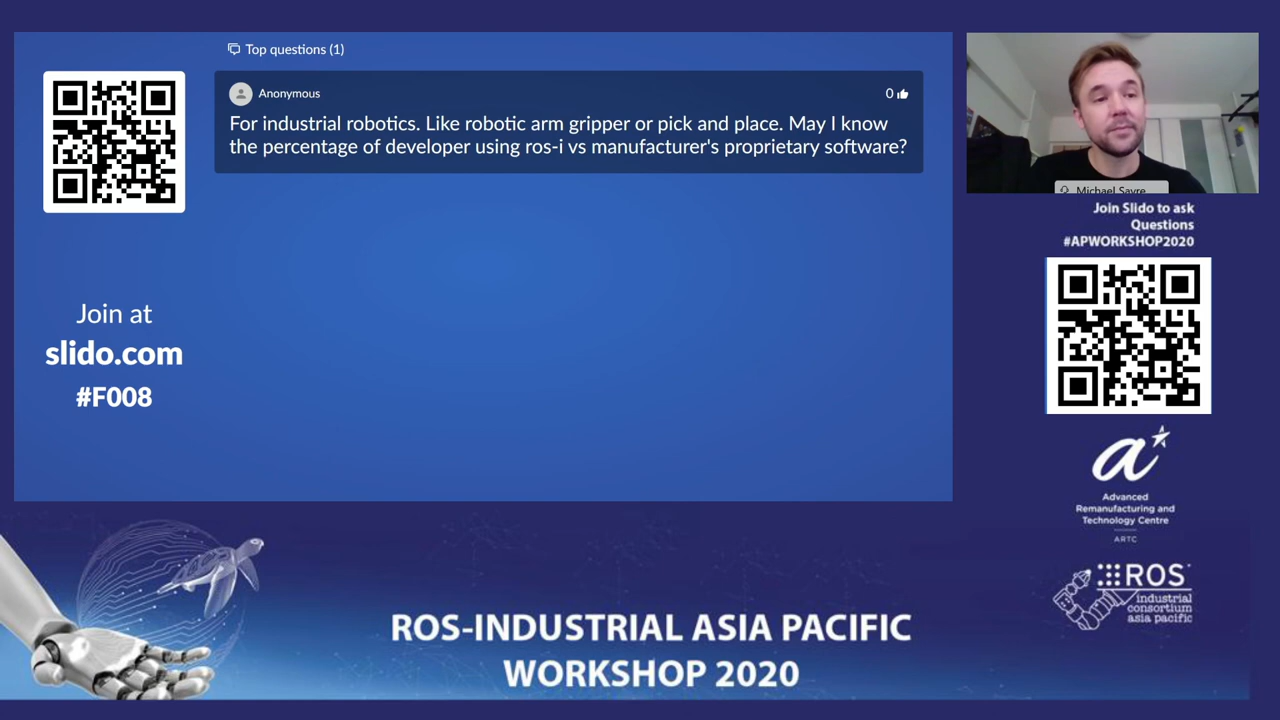 Top questions (1)
Anonymous
0
For industrial robotics. Like robotic arm gripper or pick and place. May I know
the percentage of developer using ros-i vs manufacturer's proprietary software?
Join at
slido.com
#F008
Michael Sayre
Join Slido to ask
Questions
#APWORKSHOP2020
Advanced
Remanufacturing and
Technology Centre
ARTC
ROS
industrial
consortium
asia pacific
ROS-INDUSTRIAL ASIA PACIFIC
WORKSHOP 2020